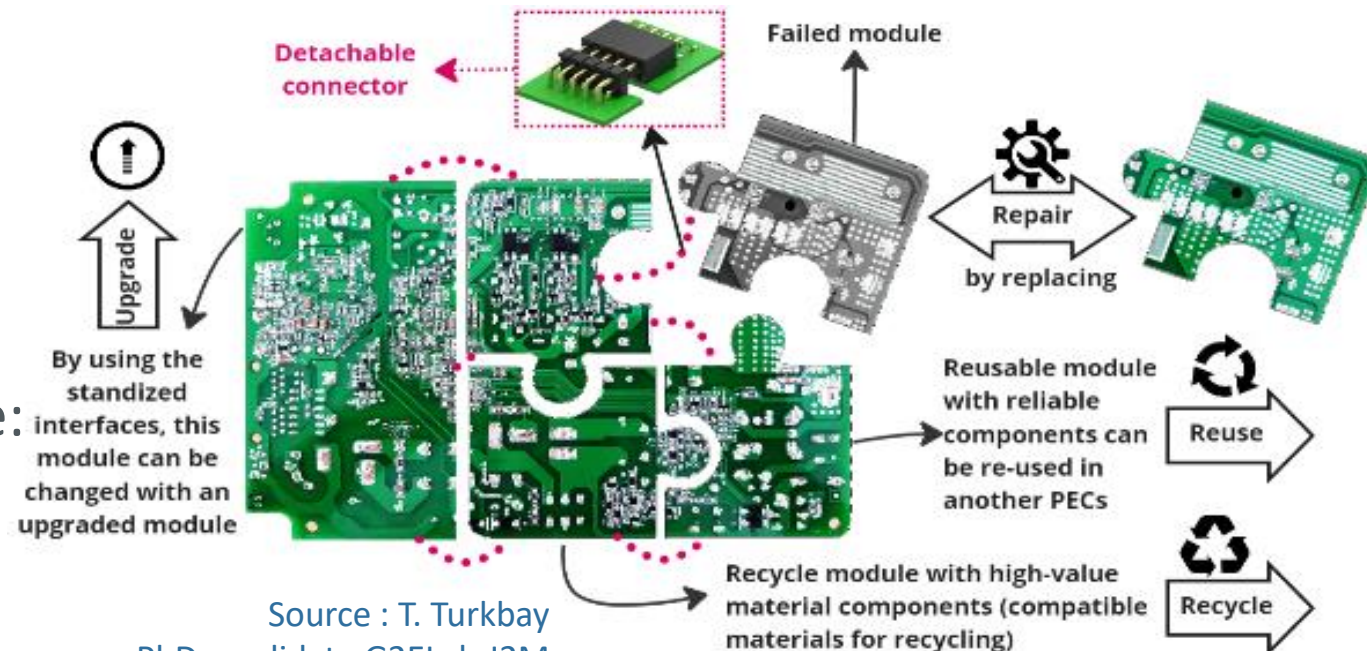 Detachable
connector
Failed module
Upgrade
By using the
standized
interfaces, this
module can be
changed with an
upgraded module
e:
Repair
by replacing
Reusable module
with reliable
components can
be re-used in
another PECs
Reuse
Recycle module with high-value
material components (compatible
materials for recycling)
Recycle
Source : T. Turkbay